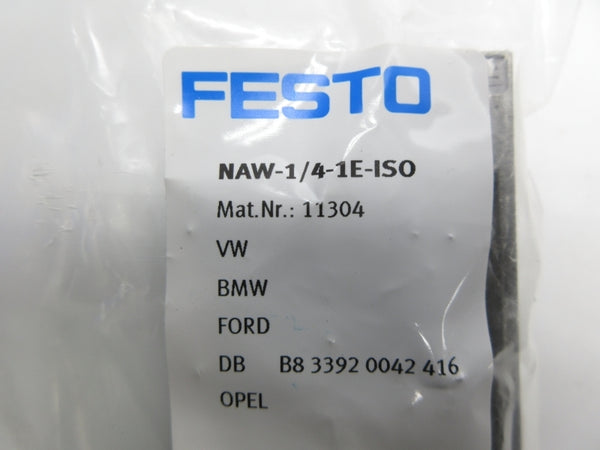 FESTO
NAW-1/4-1E-ISO
Mat.Nr.: 11304
VW
BMW
FORD
DB B8 3392 0042 416
OPEL